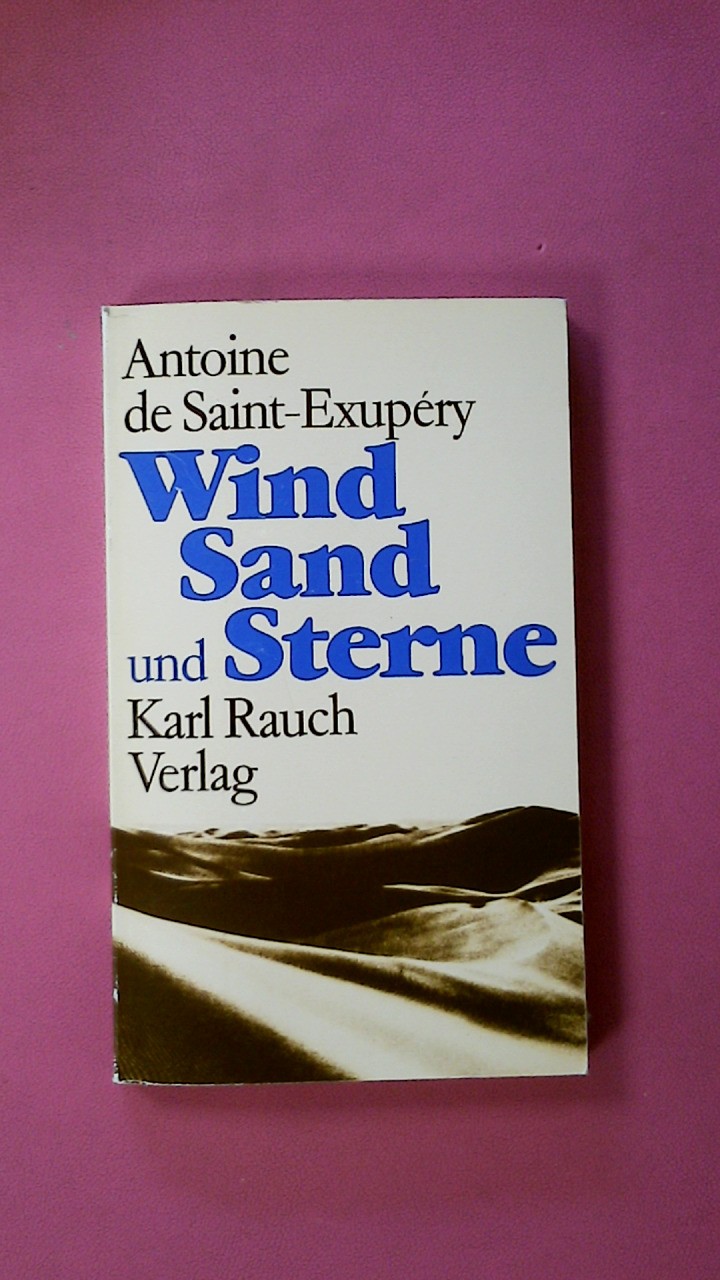 Antoine
de Saint-Exupéry
Wind
Sand
und Sterne
Karl Rauch
Verlag